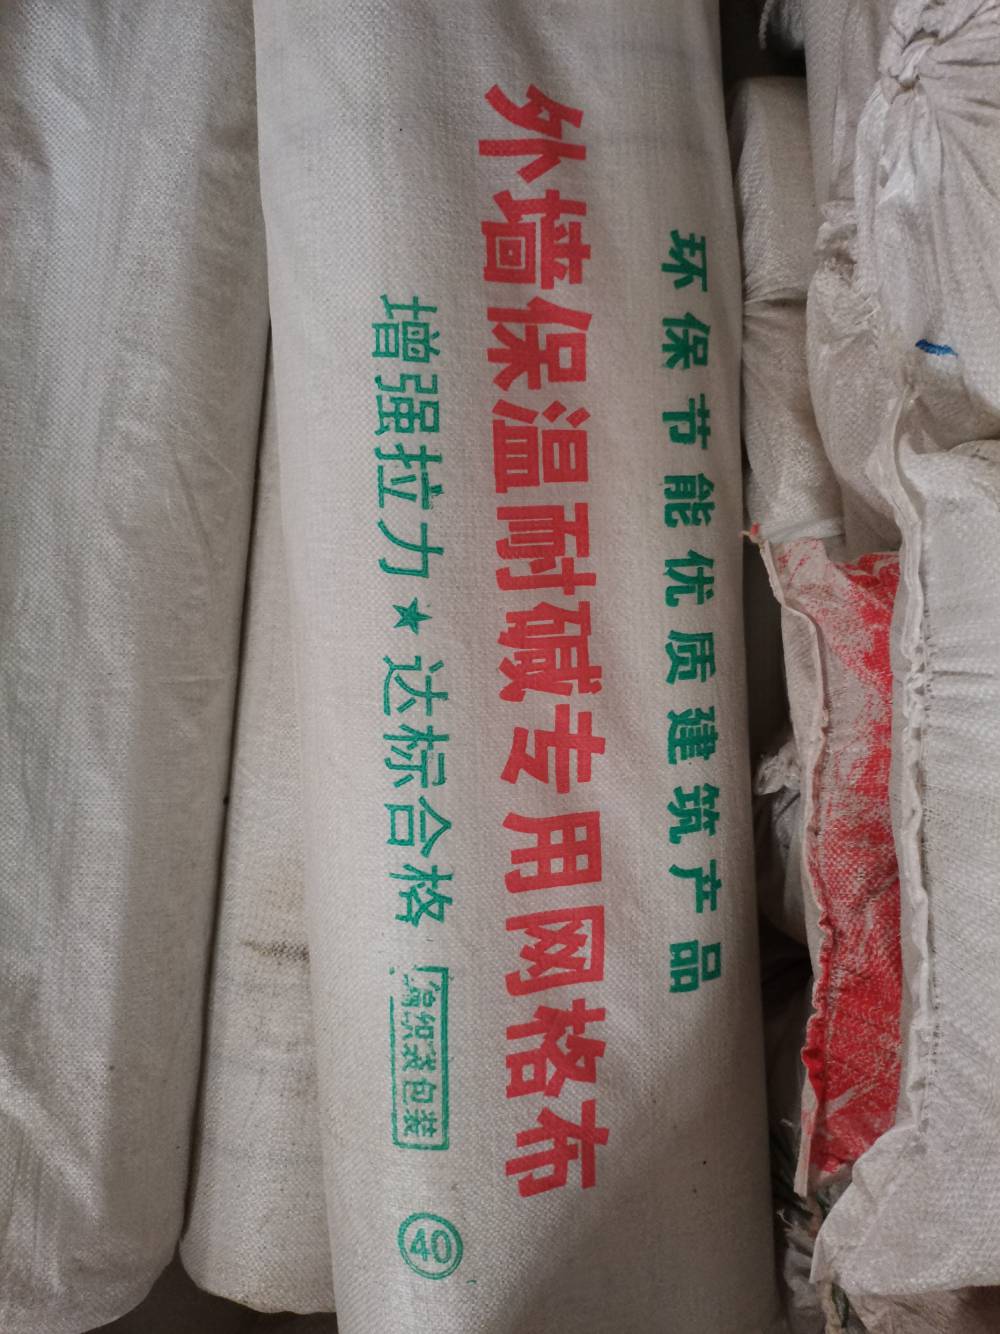 环保节能优质建筑产品
外墙保温耐碱专用网格布
增强拉力★达标合格
编织袋包装
40